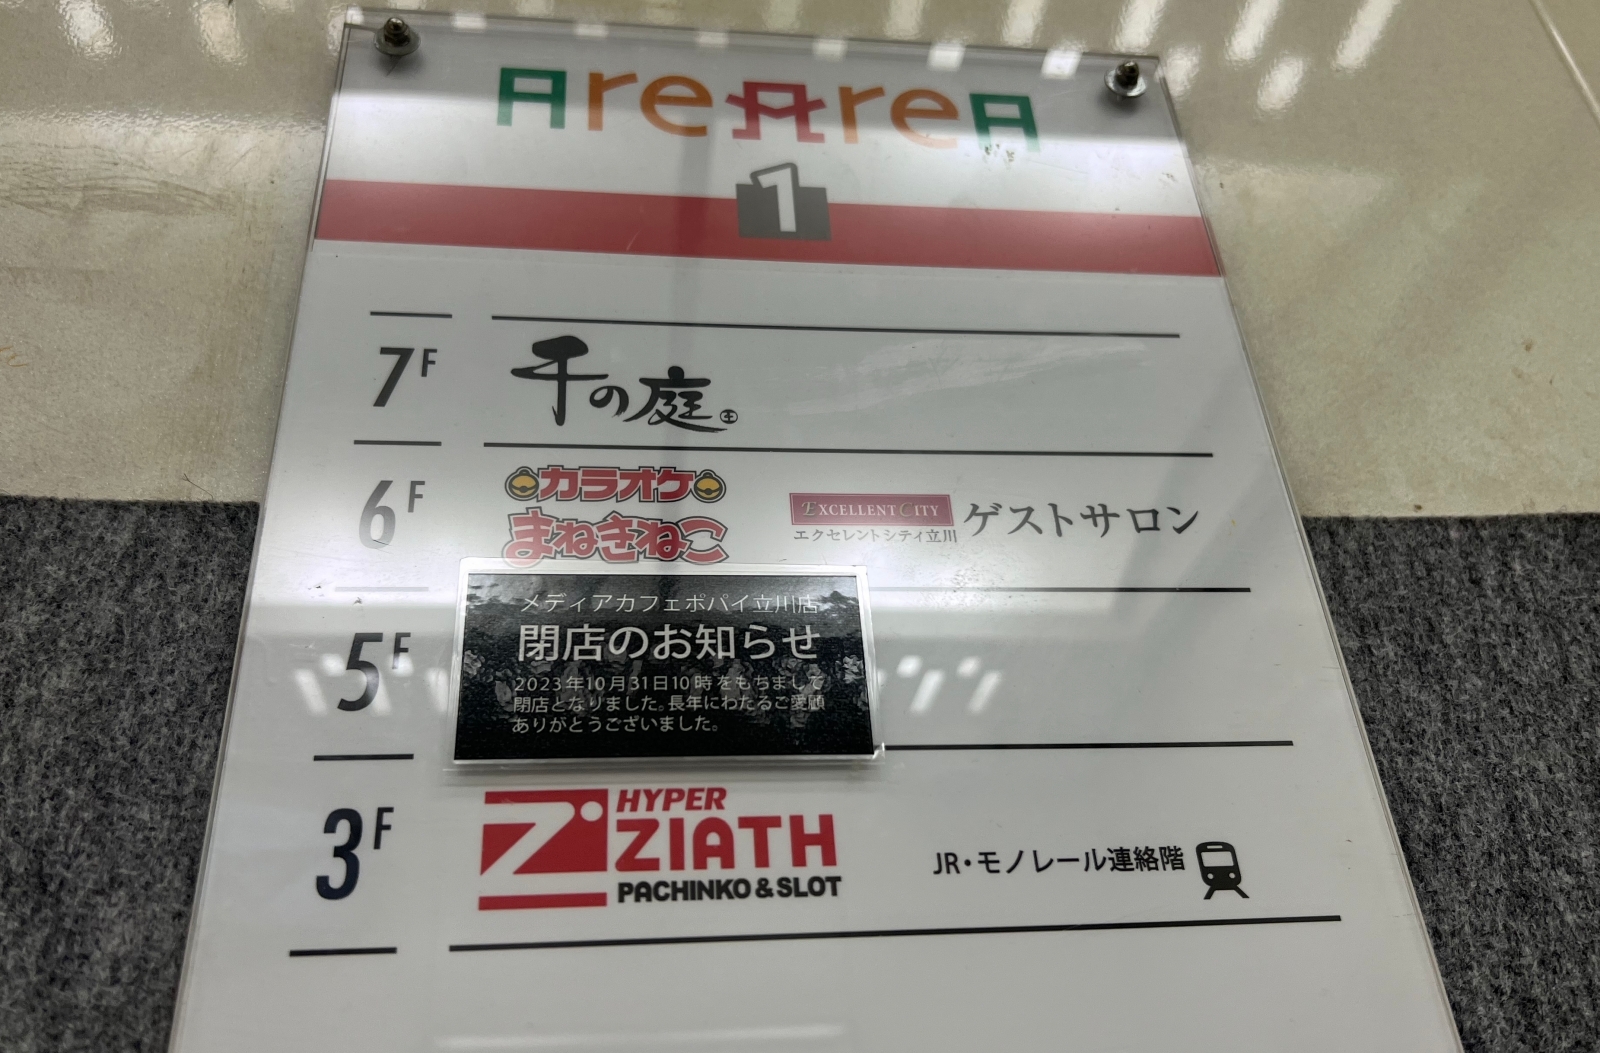 AreAreA
1
7F 千の庭
6F カラオケ まねきねこ
EXCELLENT CITY
エクセレントシティ立川 ゲストサロン
5F
メディアカフェポパイ立川店
閉店のお知らせ
2023年10月31日10時をもちまして
閉店となりました。長年にわたるご愛顧
ありがとうございました。
3F HYPER
ZIATH
PACHINKO & SLOT
JR・モノレール連絡階